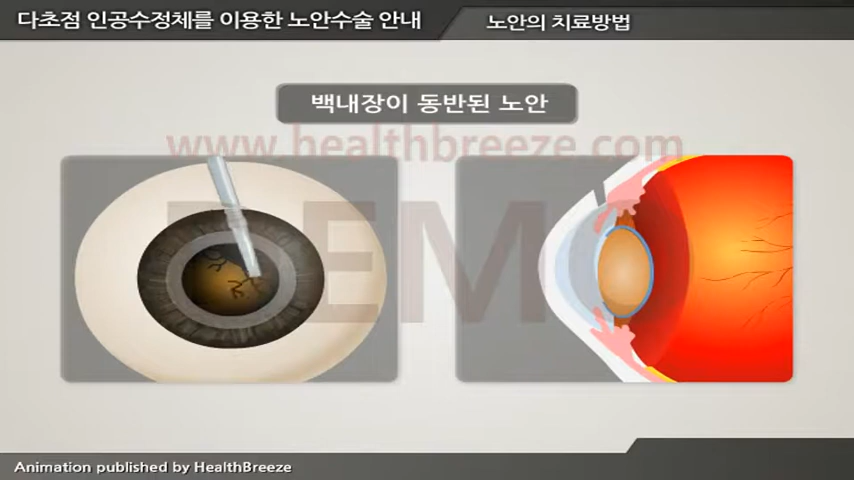 다초점 인공수정체를 이용한 노안수술 안내
노안의 치료방법
백내장이 동반된 노안
www.healthbreeze.com
DEMO
Animation published by HealthBreeze